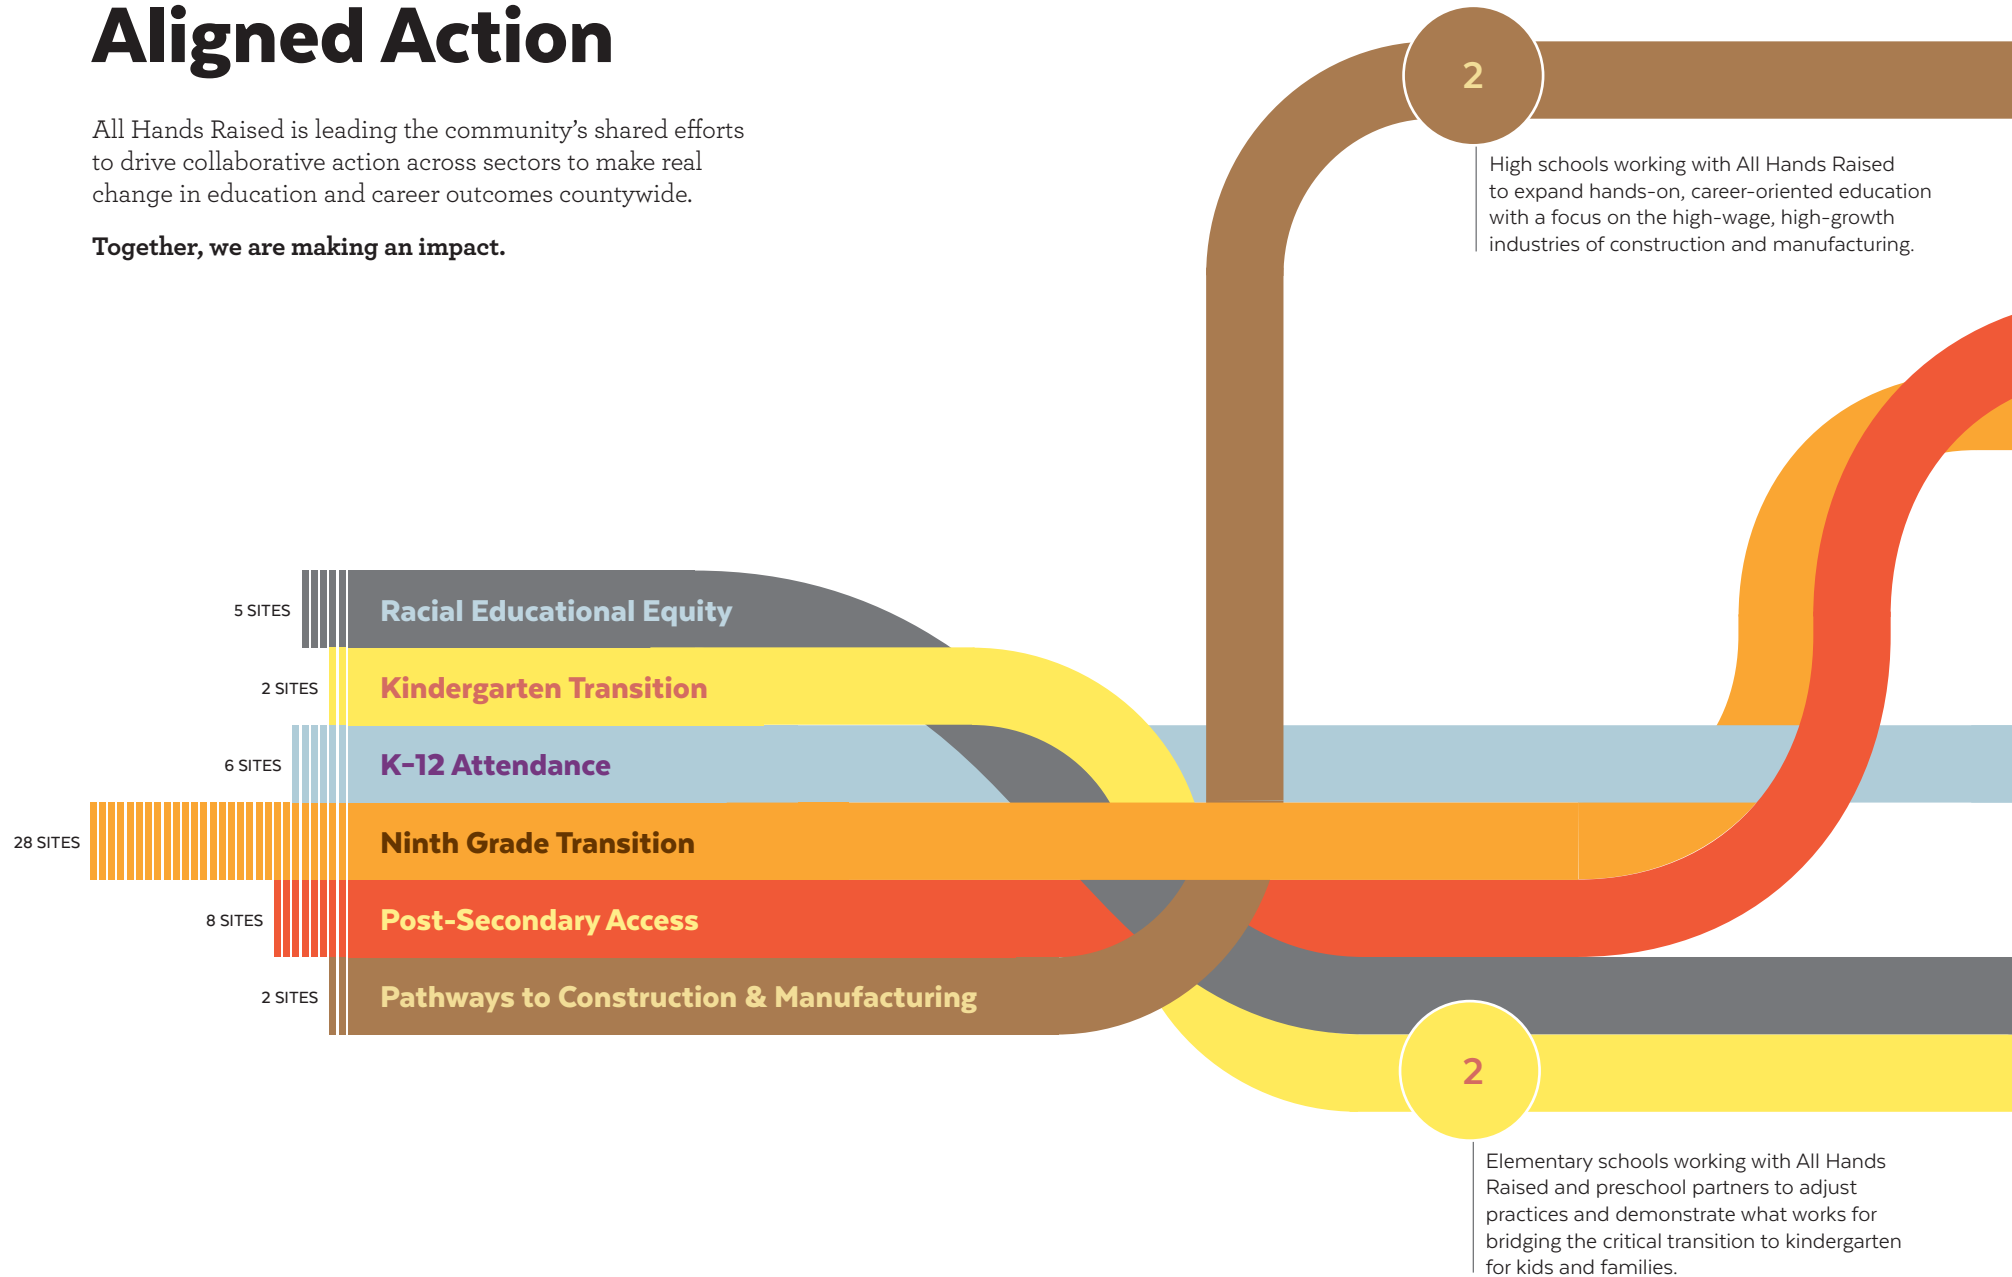 Aligned Action
All Hands Raised is leading the community’s shared efforts
to drive collaborative action across sectors to make real
change in education and career outcomes countywide.
Together, we are making an impact.
2
High schools working with All Hands Raised
to expand hands-on, career-oriented education
with a focus on the high-wage, high-growth
industries of construction and manufacturing.
5 SITES
Racial Educational Equity
2 SITES
Kindergarten Transition
6 SITES
K–12 Attendance
28 SITES
Ninth Grade Transition
8 SITES
Post-Secondary Access
2 SITES
Pathways to Construction & Manufacturing
2
Elementary schools working with All Hands
Raised and preschool partners to adjust
practices and demonstrate what works for
bridging the critical transition to kindergarten
for kids and families.